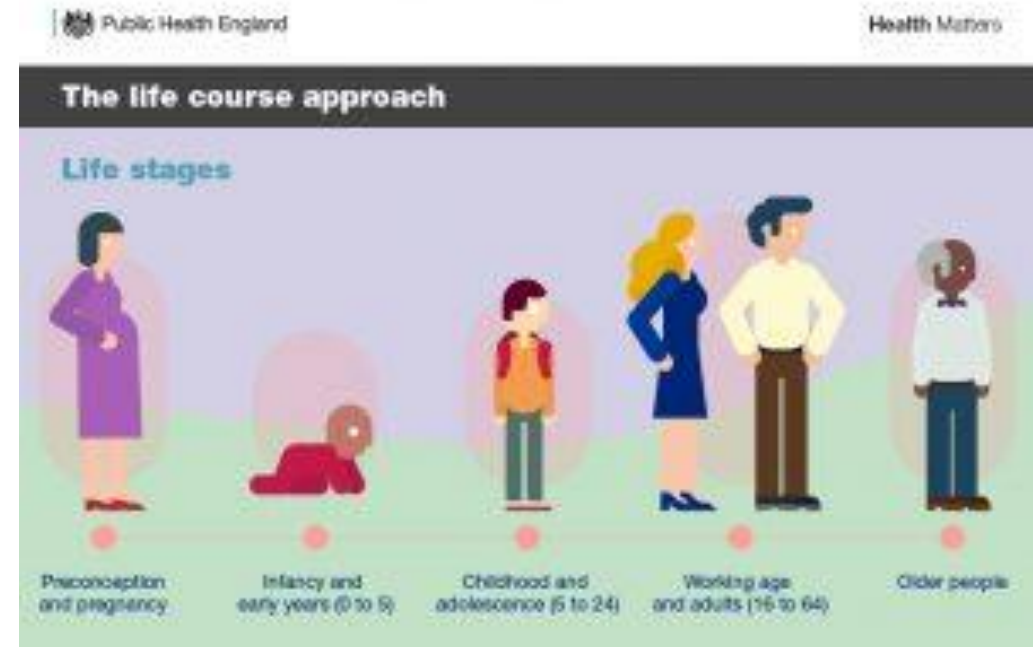 Public Health England
Health Matters
The life course approach
Life stages
Preconception
and pregnancy
Infancy and
early years (0 to 5)
Childhood and
adolescence (5 to 24)
Working age
and adults (16 to 64)
Older people